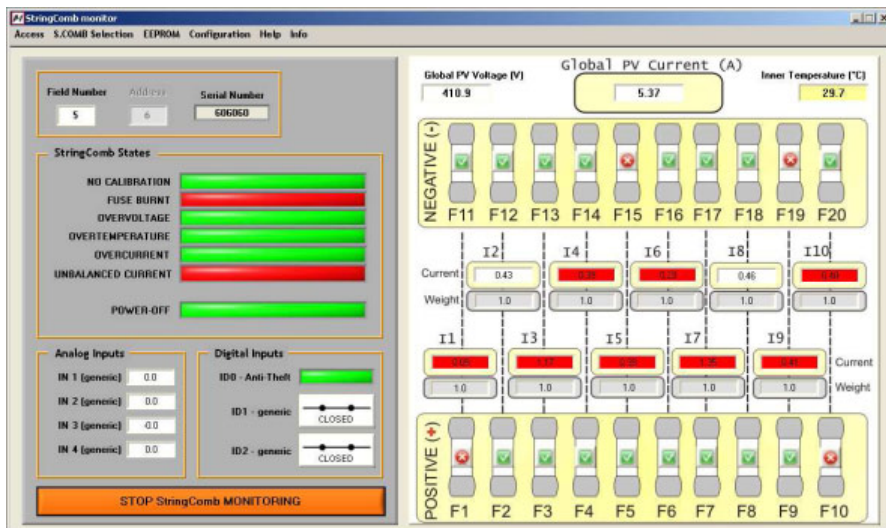 StringComb monitor
Access S.COMB Selection EEPROM Configuration Help Info
Field Number Address Serial Number
5 6 606060
StringComb States
NO CALIBRATION
FUSE BURNT
OVERVOLTAGE
OVERTEMPERATURE
OVERCURRENT
UNBALANCED CURRENT
POWER-OFF
Analog Inputs
IN 1 (generic) 0.0
IN 2 (generic) 0.0
IN 3 (generic) -0.0
IN 4 (generic) 0.0
Digital Inputs
ID0 - Anti-Theft
ID1 - generic
CLOSED
ID2 - generic
CLOSED
STOP StringComb MONITORING
Global PV Voltage (V) Global PV Current (A) Inner Temperature (°C)
410.9 5.37 29.7
NEGATIVE (-)
F11 F12 F13 F14 F15 F16 F17 F18 F19 F20
I2 I4 I6 I8 I10
Current 0.43 0.46
Weight 1.0 1.0 1.0 1.0 1.0
I1 I3 I5 I7 I9
Current
1.0 1.0 1.0 1.0 1.0 Weight
POSITIVE (+)
F1 F2 F3 F4 F5 F6 F7 F8 F9 F10